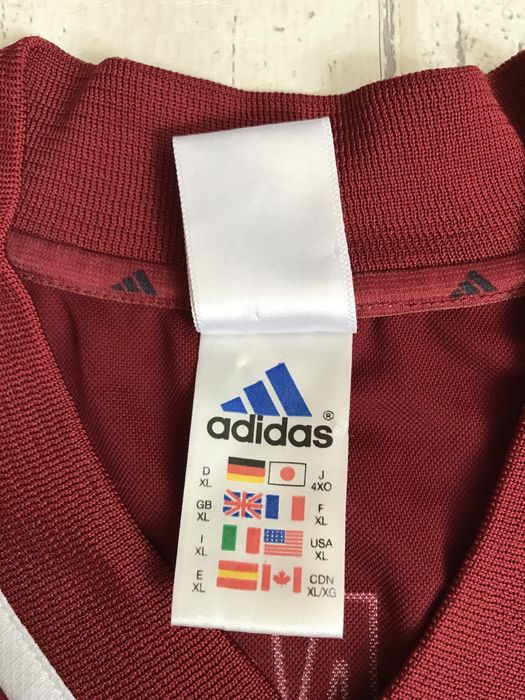 adidas ®
D XL J 4XO
GB XL F XL
I XL USA XL
E XL CDN XL/XG